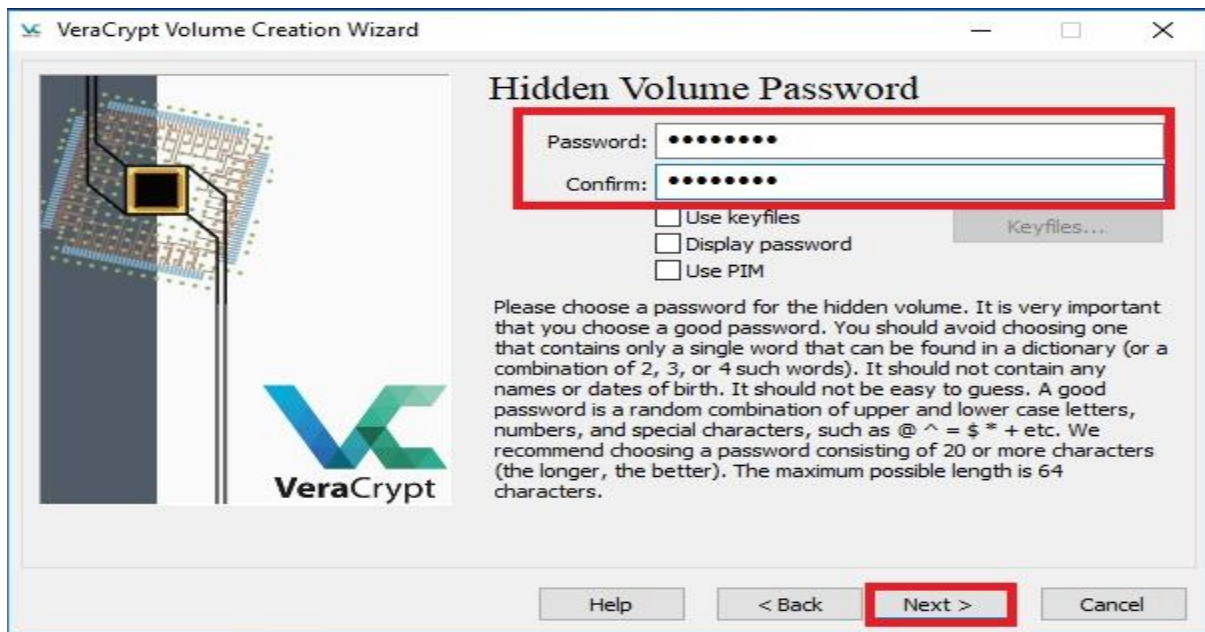 VeraCrypt Volume Creation Wizard
Hidden Volume Password
Password: ●●●●●●●●
Confirm: ●●●●●●●●
Use keyfiles
Keyfiles...
Display password
Use PIM
Please choose a password for the hidden volume. It is very important
that you choose a good password. You should avoid choosing one
that contains only a single word that can be found in a dictionary (or a
combination of 2, 3, or 4 such words). It should not contain any
names or dates of birth. It should not be easy to guess. A good
password is a random combination of upper and lower case letters,
numbers, and special characters, such as @ ^ = $ * + etc. We
recommend choosing a password consisting of 20 or more characters
(the longer, the better). The maximum possible length is 64
characters.
VeraCrypt
Help
< Back
Next >
Cancel